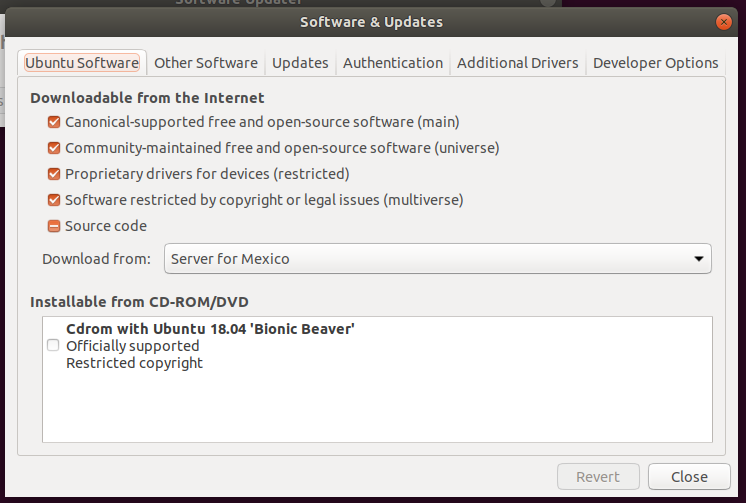 Software Updater
Software & Updates
Ubuntu Software Other Software Updates Authentication Additional Drivers Developer Options
Downloadable from the Internet
Canonical-supported free and open-source software (main)
Community-maintained free and open-source software (universe)
Proprietary drivers for devices (restricted)
Software restricted by copyright or legal issues (multiverse)
Source code
Download from: Server for Mexico
Installable from CD-ROM/DVD
Cdrom with Ubuntu 18.04 'Bionic Beaver'
Officially supported
Restricted copyright
Revert Close